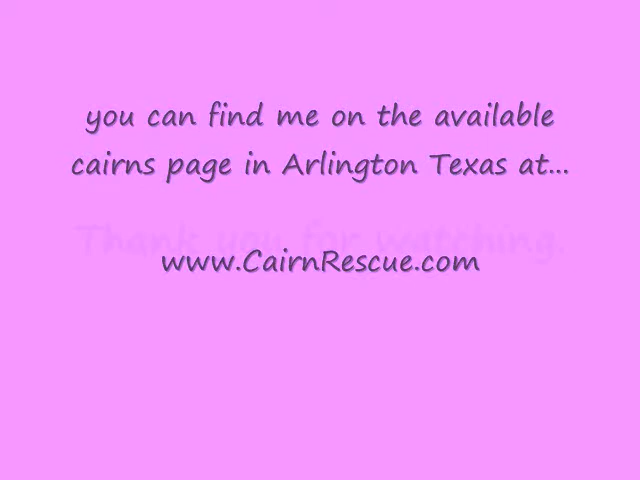 you can find me on the available
cairns page in Arlington Texas at...
Thank you for watching.
www.CairnRescue.com